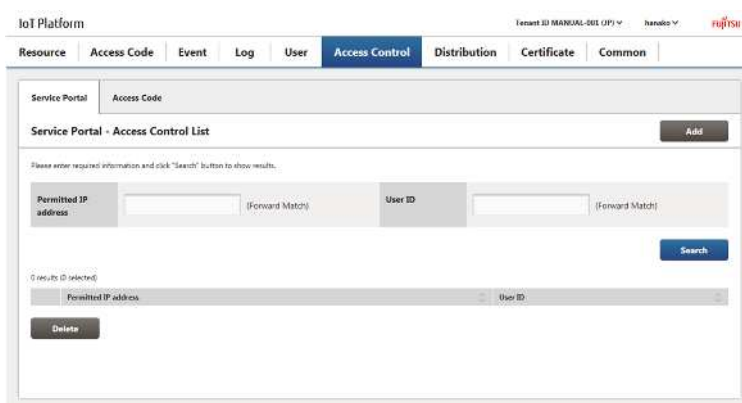 IoT Platform
Tenant ID MANUAL-001 (JP) hanako FUJITSU
Resource Access Code Event Log User Access Control Distribution Certificate Common
Service Portal Access Code
Service Portal - Access Control List Add
Please enter required information and click "Search" button to show results.
Permitted IP address (Forward Match) User ID (Forward Match)
Search
0 results (0 selected)
Permitted IP address User ID
Delete